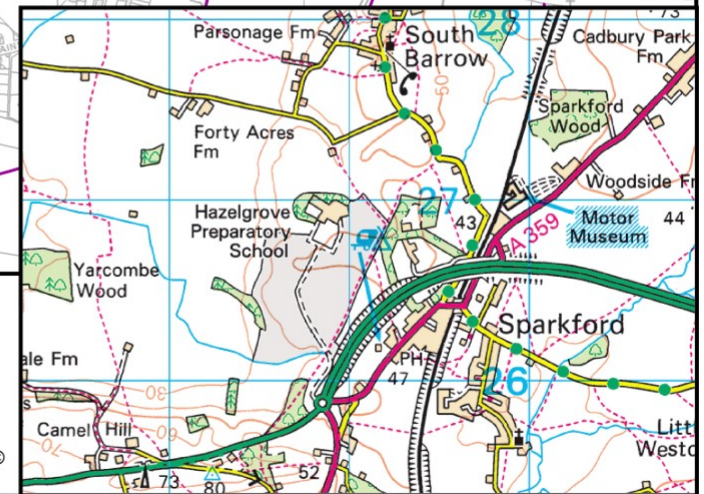 73
Parsonage Fm
South
Barrow
28
Cadbury Park
Fm
50
Sparkford
Wood
Forty Acres
Fm
Woodside Fm
Hazelgrove
Preparatory
School
27
43
Motor
Museum
44
A 359
Yarcombe
Wood
Sparkford
ale Fm
PH
47
26
s
30
Camel Hill
60
Litt
Westo
70
52
73
80
©